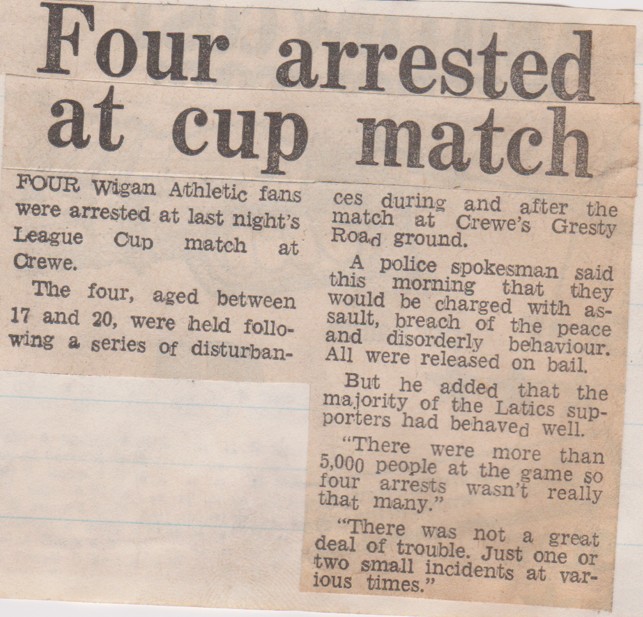 Four arrested
at cup match
FOUR Wigan Athletic fans
were arrested at last night's
League Cup match at
Crewe.
The four, aged between
17 and 20, were held follo-
wing a series of disturban-
ces during and after the
match at Crewe's Gresty
Road ground.
A police spokesman said
this morning that they
would be charged with as-
sault, breach of the peace
and disorderly behaviour.
All were released on bail.
But he added that the
majority of the Latics sup-
porters had behaved well.
"There were more than
5,000 people at the game so
four arrests wasn't really
that many."
"There was not a great
deal of trouble. Just one or
two small incidents at var-
ious times."